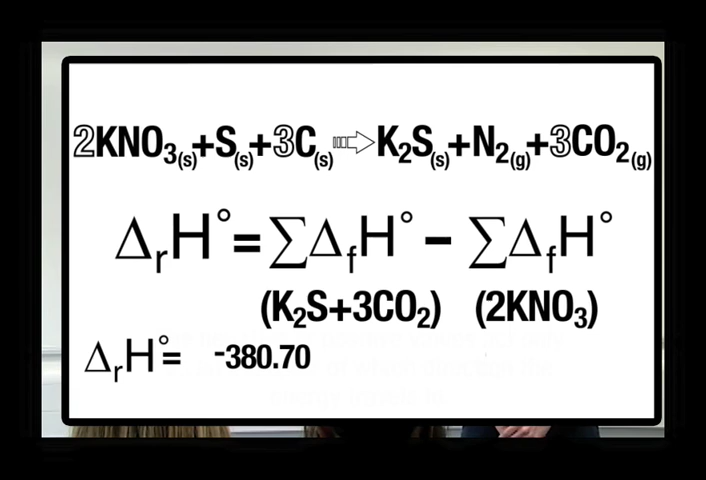 2KNO₃(s)+S(s)+3C(s)⇒K₂S(s)+N₂(g)+3CO₂(g)
ΔᵣH°=∑ΔfH°-∑ΔfH°
(K₂S+3CO₂) (2KNO₃)
ΔᵣH°= -380.70